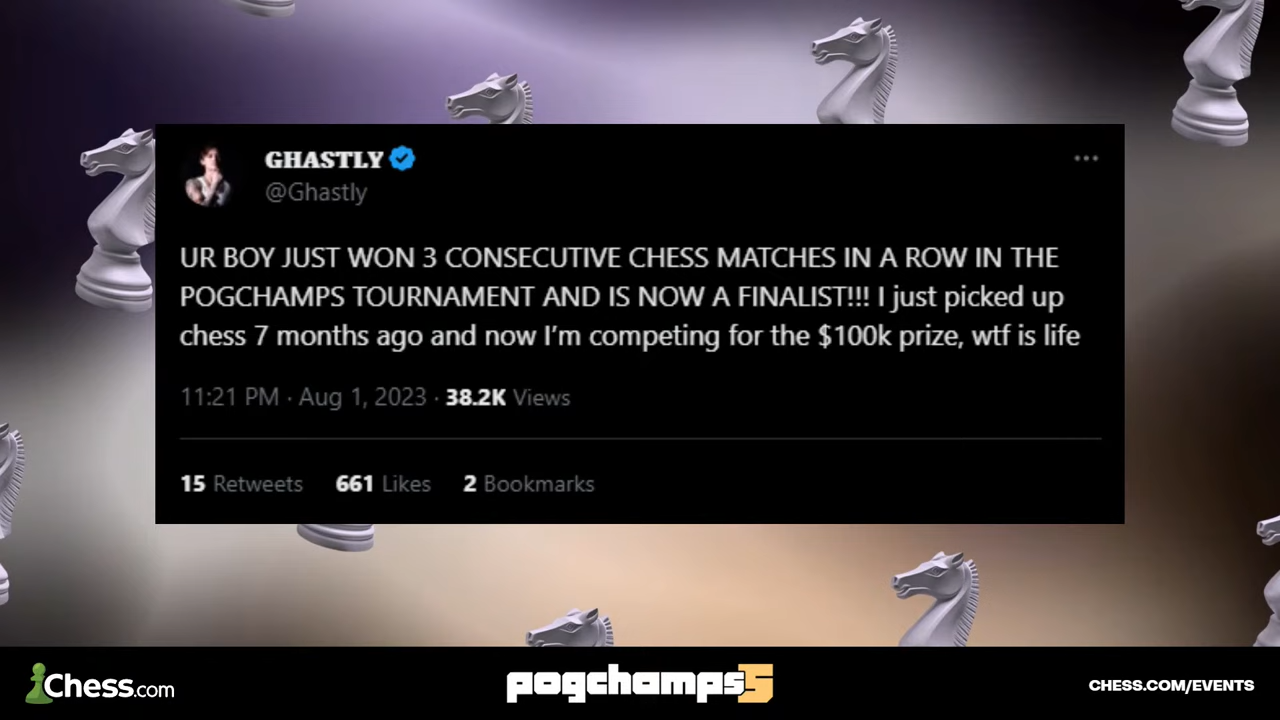 GHASTLY
@Ghastly
UR BOY JUST WON 3 CONSECUTIVE CHESS MATCHES IN A ROW IN THE
POGCHAMPS TOURNAMENT AND IS NOW A FINALIST!!! I just picked up
chess 7 months ago and now I’m competing for the $100k prize, wtf is life
11:21 PM · Aug 1, 2023 · 38.2K Views
15 Retweets 661 Likes 2 Bookmarks
Chess.com pogchamps5 CHESS.COM/EVENTS